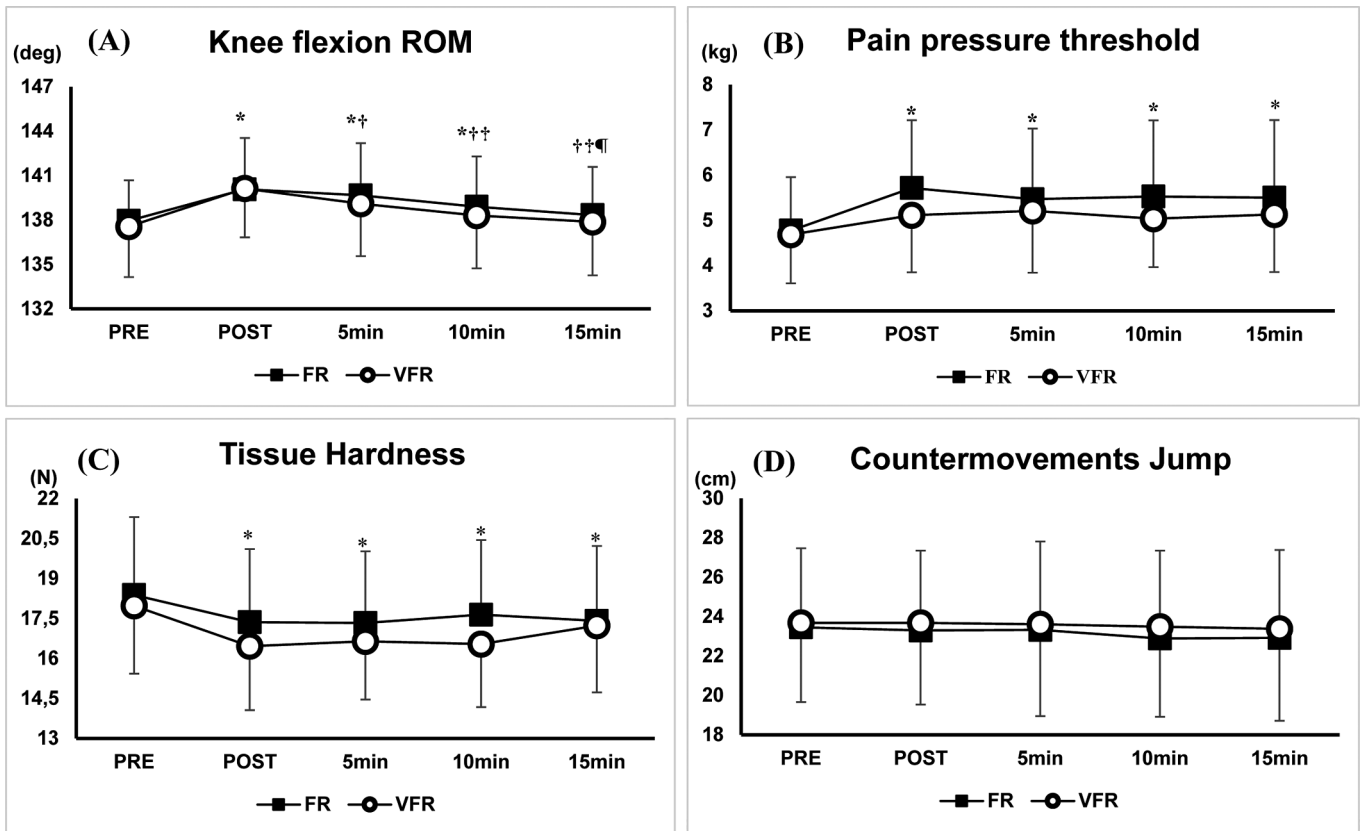 (A) Knee flexion ROM
(deg)
147
144
141
138
135
132
* *† *†‡ †‡¶
PRE POST 5min 10min 15min
FR VFR
(B) Pain pressure threshold
(kg)
8
7
6
5
4
3
* * * *
PRE POST 5min 10min 15min
FR VFR
(C) Tissue Hardness
(N)
22
20,5
19
17,5
16
14,5
13
* * * *
PRE POST 5min 10min 15min
FR VFR
(D) Countermovements Jump
(cm)
30
28
26
24
22
20
18
PRE POST 5min 10min 15min
FR VFR